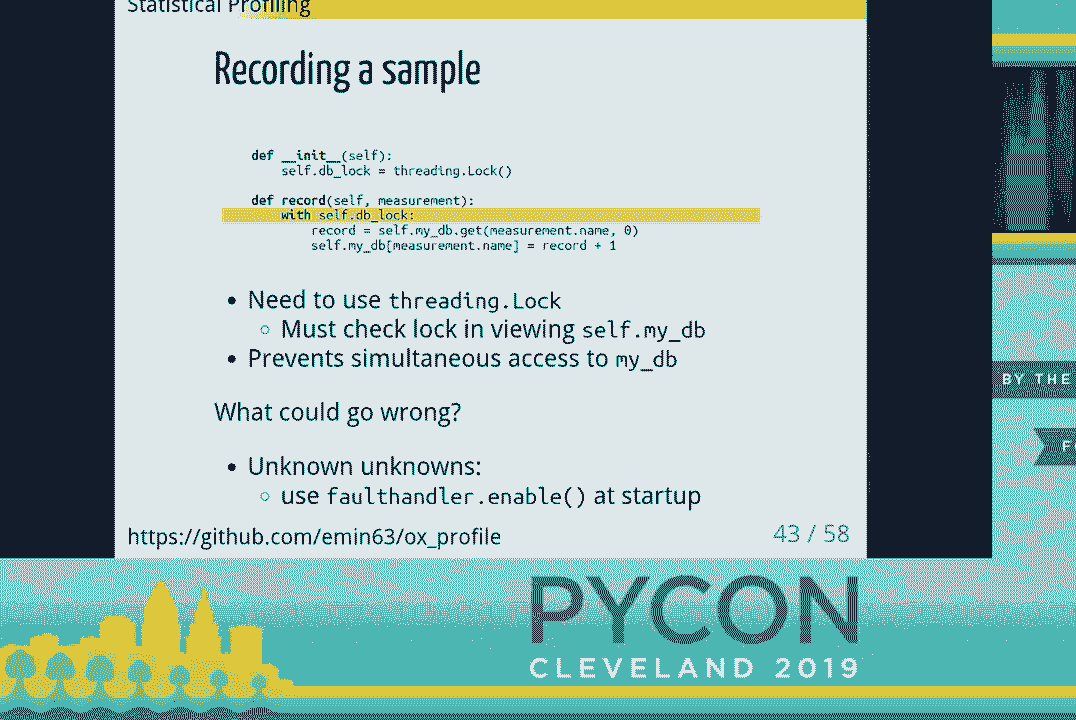 Statistical Profiling
Recording a sample
def __init__(self):
self.db_lock = threading.Lock()
def record(self, measurement):
with self.db_lock:
record = self.my_db.get(measurement.name, 0)
self.my_db[measurement.name] = record + 1
• Need to use threading.Lock
○ Must check lock in viewing self.my_db
• Prevents simultaneous access to my_db
What could go wrong?
• Unknown unknowns:
○ use faulthandler.enable() at startup
https://github.com/emin63/ox_profile
43 / 58
BY THE
PYCON
CLEVELAND 2019